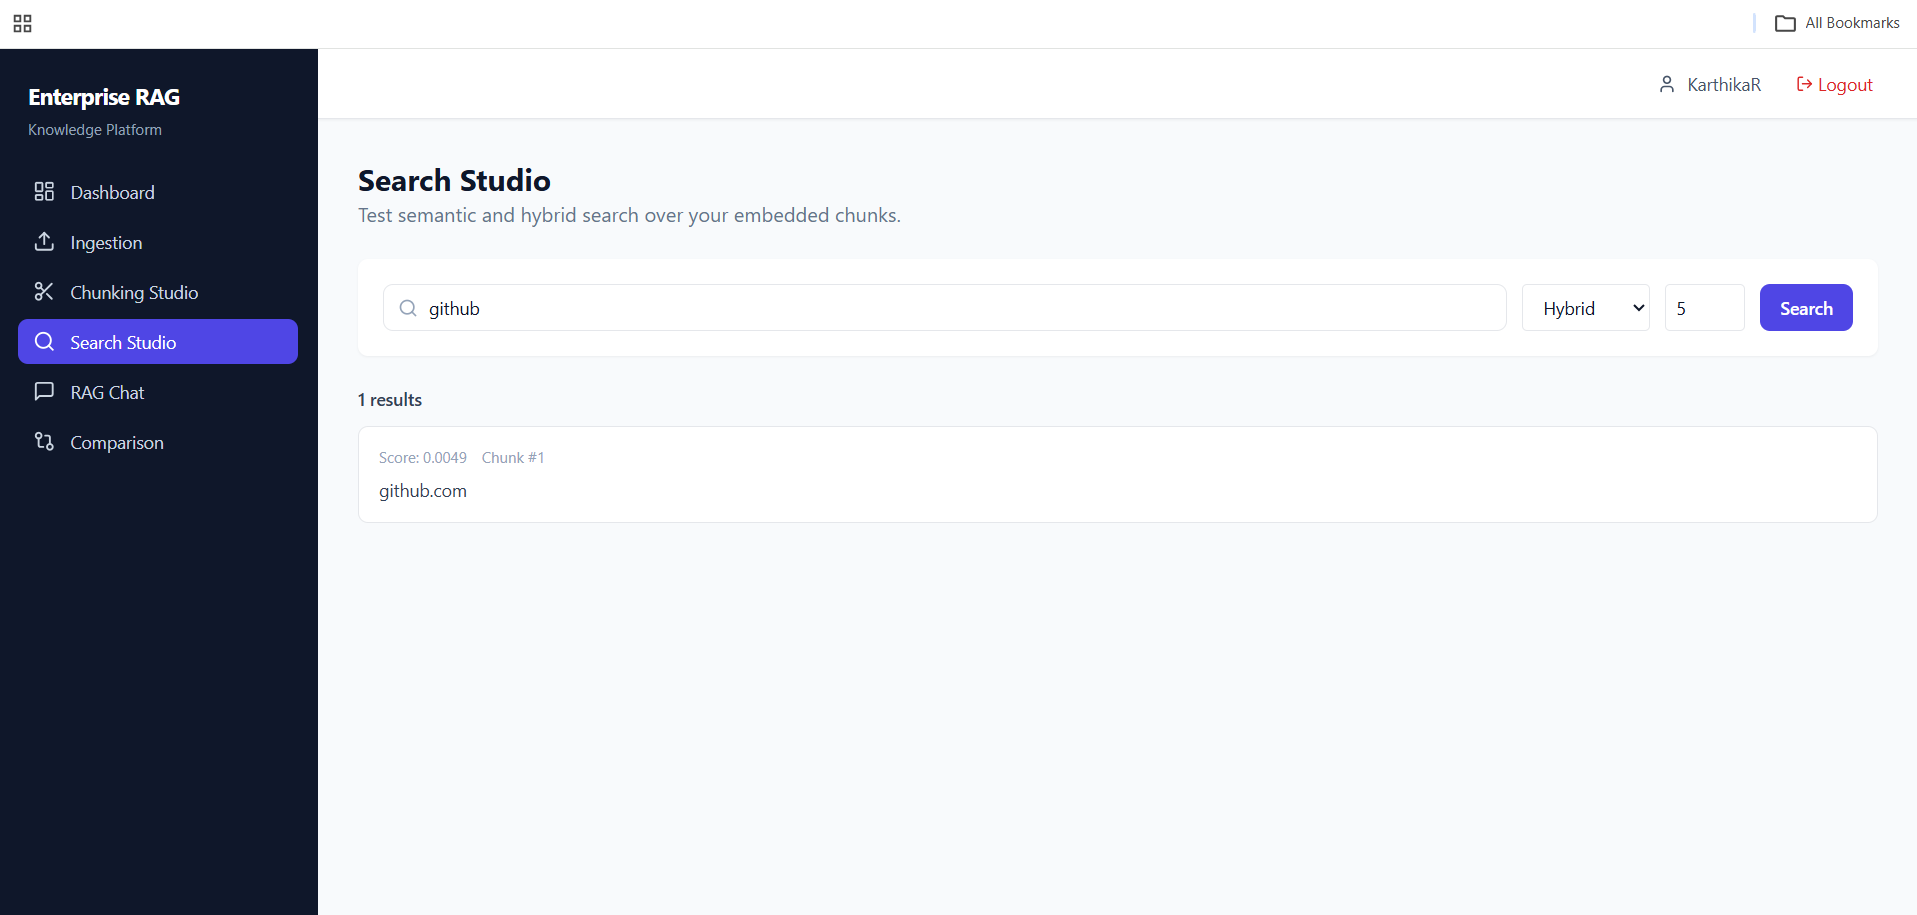 All Bookmarks
Enterprise RAG
Knowledge Platform
Dashboard
Ingestion
Chunking Studio
Search Studio
RAG Chat
Comparison
KarthikaR
Logout
Search Studio
Test semantic and hybrid search over your embedded chunks.
github
Hybrid
5
Search
1 results
Score: 0.0049 Chunk #1
github.com